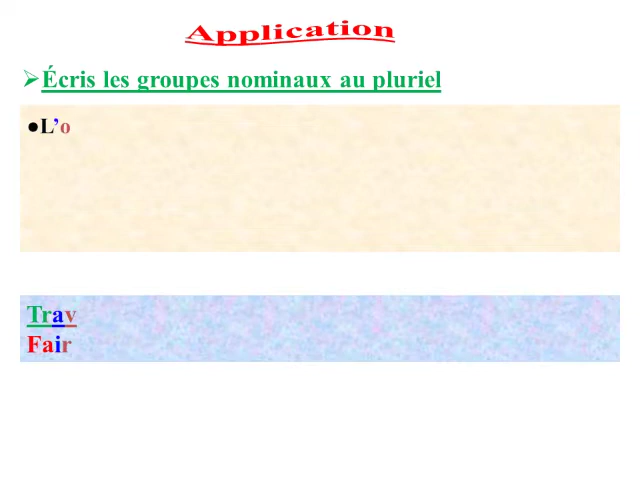 Application
➢Écris les groupes nominaux au pluriel
●L’o
Trav
Fair